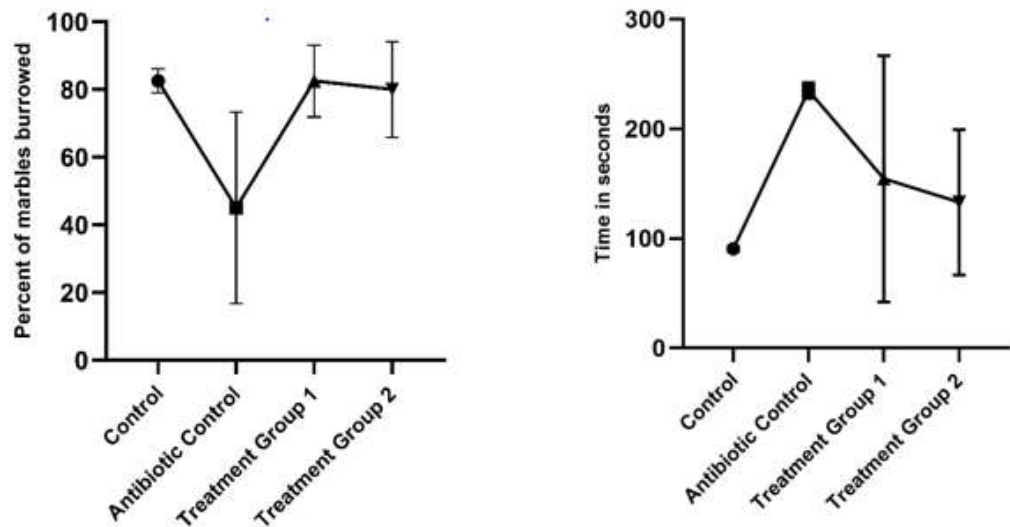 Percent of marbles burrowed
100
80
60
40
20
0
Control
Antibiotic Control
Treatment Group 1
Treatment Group 2
Time in seconds
300
200
100
0
Control
Antibiotic Control
Treatment Group 1
Treatment Group 2